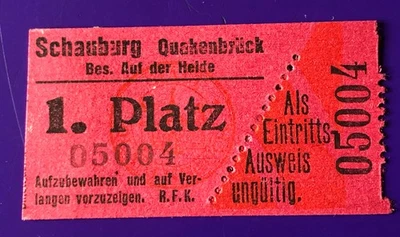 Schauburg Quakenbrück
Bes. Auf der Heide
1. Platz
05004
Aufzubewahren und auf Ver-
langen vorzuzeigen. R.F.K.
Als
Eintritts-
Ausweis
ungültig.
05004